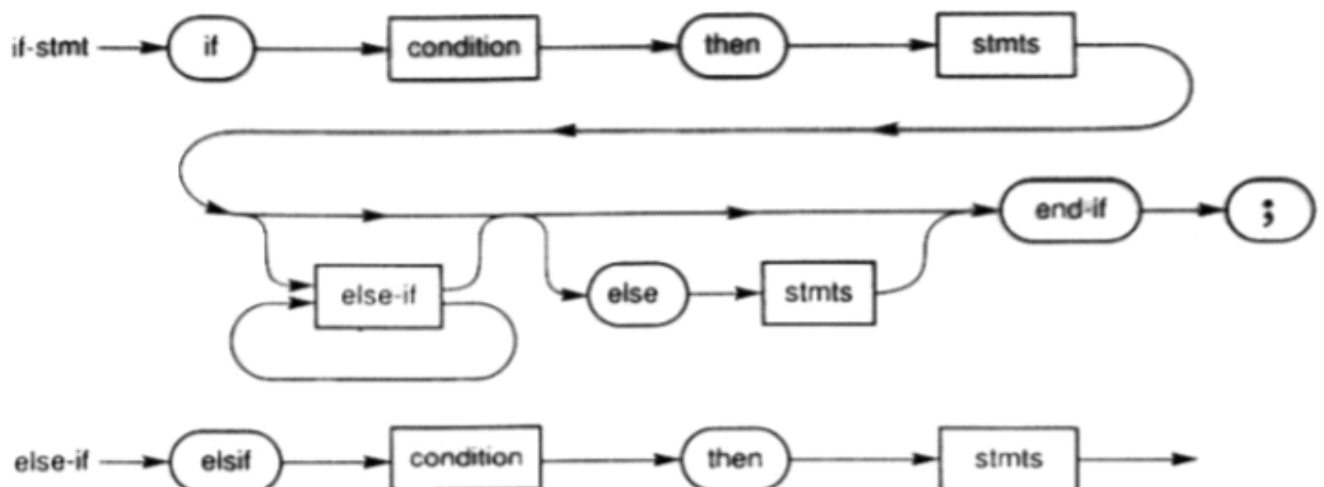 if-stmt if condition then stmts
end-if ;
else-if else stmts
else-if elsif condition then stmts